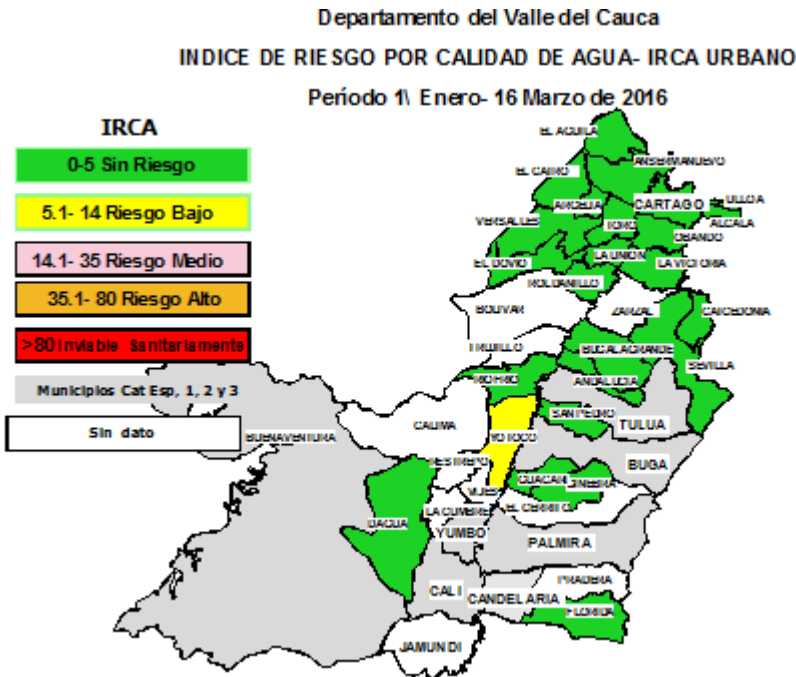 Departamento del Valle del Cauca
INDICE DE RIESGO POR CALIDAD DE AGUA- IRCA URBANO
Período 1\ Enero- 16 Marzo de 2016
IRCA
0-5 Sin Riesgo
5.1- 14 Riesgo Bajo
14.1- 35 Riesgo Medio
35.1- 80 Riesgo Alto
>80 Inviable Sanitariamente
Municipios Cat Esp, 1, 2 y 3
Sin dato
EL AGUILA
ANSERMANUEVO
EL CAIRO
ULLOA
ARGELIA
CARTAGO
VERSALLES
TORO
ALCALA
OBANDO
EL DOVIO
LA UNION
LA VICTORIA
ROLDANILLO
BOLIVAR
ZARZAL
CAICEDONIA
TRUJILLO
BUGALAGRANDE
SEVILLA
RIOFRIO
ANDALUCIA
SAN PEDRO
TULUA
CALIMA
BUENAVENTURA
YOTOCO
RESTREPO
BUGA
VIJES
GUACARI
GINEBRA
LA CUMBRE
EL CERRITO
DAGUA
YUMBO
PALMIRA
PRADERA
CALI
CANDELARIA
FLORIDA
JAMUNDI